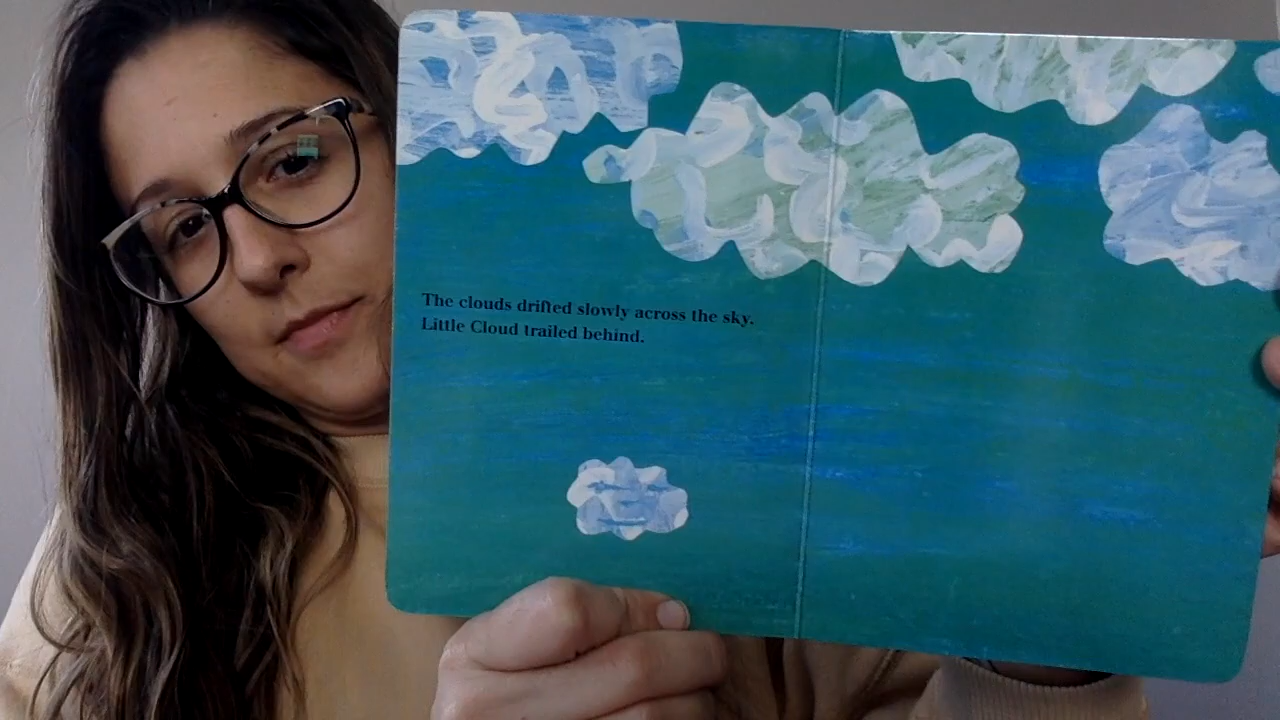 The clouds drifted slowly across the sky.
Little Cloud trailed behind.